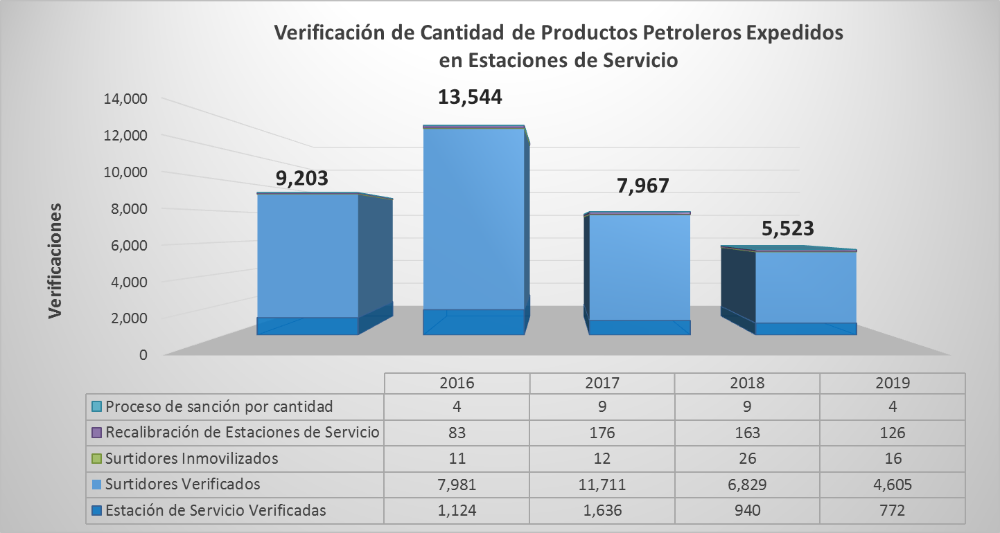 Verificación de Cantidad de Productos Petroleros Expedidos
en Estaciones de Servicio
13,544
9,203
7,967
5,523
14,000
12,000
10,000
8,000
6,000
4,000
2,000
0
Verificaciones
2016 2017 2018 2019
Proceso de sanción por cantidad 4 9 9 4
Recalibración de Estaciones de Servicio 83 176 163 126
Surtidores Inmovilizados 11 12 26 16
Surtidores Verificados 7,981 11,711 6,829 4,605
Estación de Servicio Verificadas 1,124 1,636 940 772